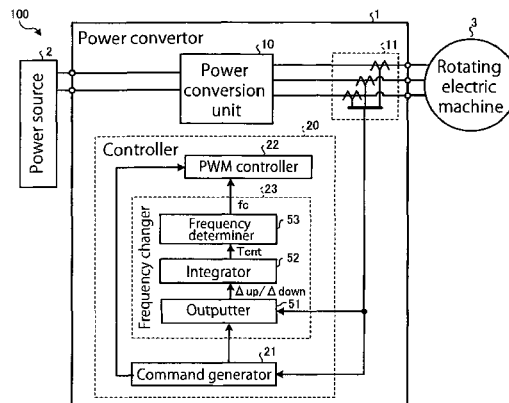 100
1
Power convertor
2
Power source
10
Power
conversion
unit
11
3
Rotating
electric
machine
20
Controller
22
PWM controller
23
fc
Frequency changer
Frequency
determiner
53
Tcnt
Integrator
52
Δup/Δdown
Outputter
51
21
Command generator